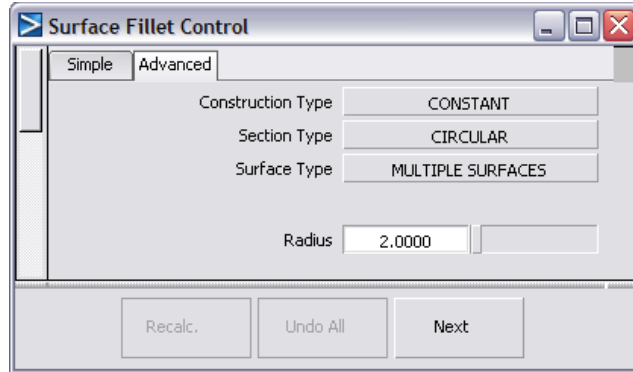 Surface Fillet Control
Simple Advanced
Construction Type CONSTANT
Section Type CIRCULAR
Surface Type MULTIPLE SURFACES
Radius 2.0000
Recalc. Undo All Next